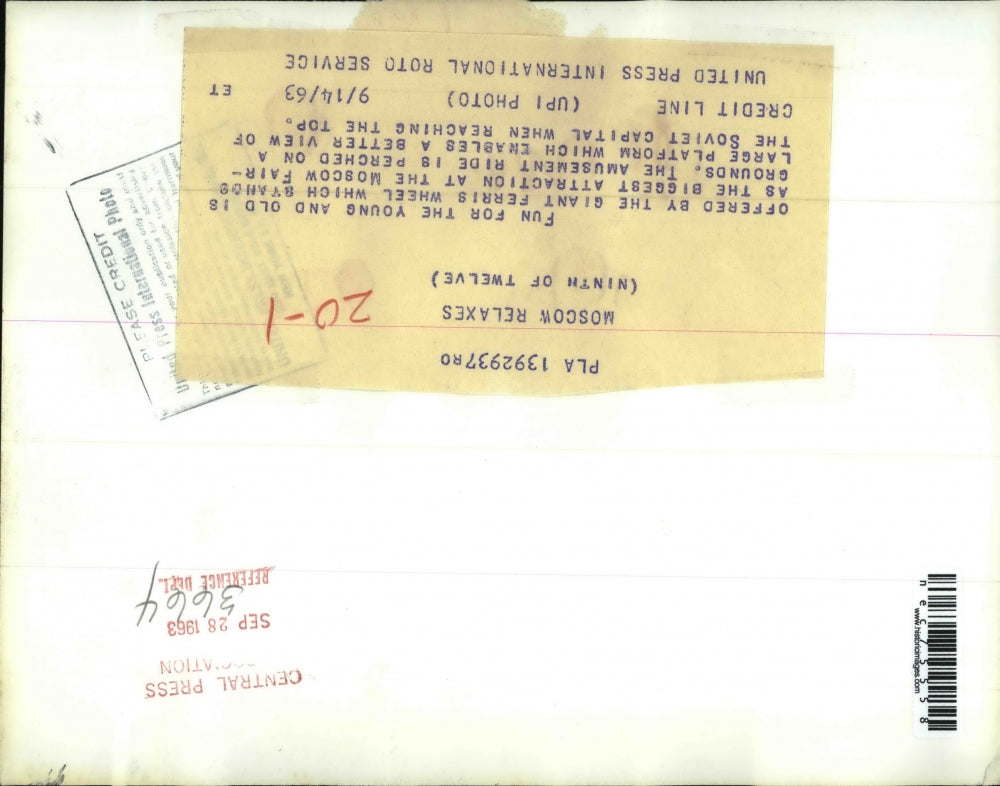 PLA 1392937RO
MOSCOW RELAXES
(NINTH OF TWELVE)
FUN FOR THE YOUNG AND OLD IS
OFFERED BY THE GIANT FERRIS WHEEL WHICH STANDS
AS THE BIGGEST ATTRACTION AT THE MOSCOW FAIR-
GROUNDS. THE AMUSEMENT RIDE IS PERCHED ON A
LARGE PLATFORM WHICH ENABLES A BETTER VIEW OF
THE SOVIET CAPITAL WHEN REACHING THE TOP.
CREDIT LINE (UPI PHOTO) 9/14/63 ET
UNITED PRESS INTERNATIONAL ROTO SERVICE
20-1
PLEASE CREDIT
United Press International Photo
CENTRAL PRESS
SEP 28 1963
REFERENCE DEPT.
3664
nec75558
www.historicimages.com